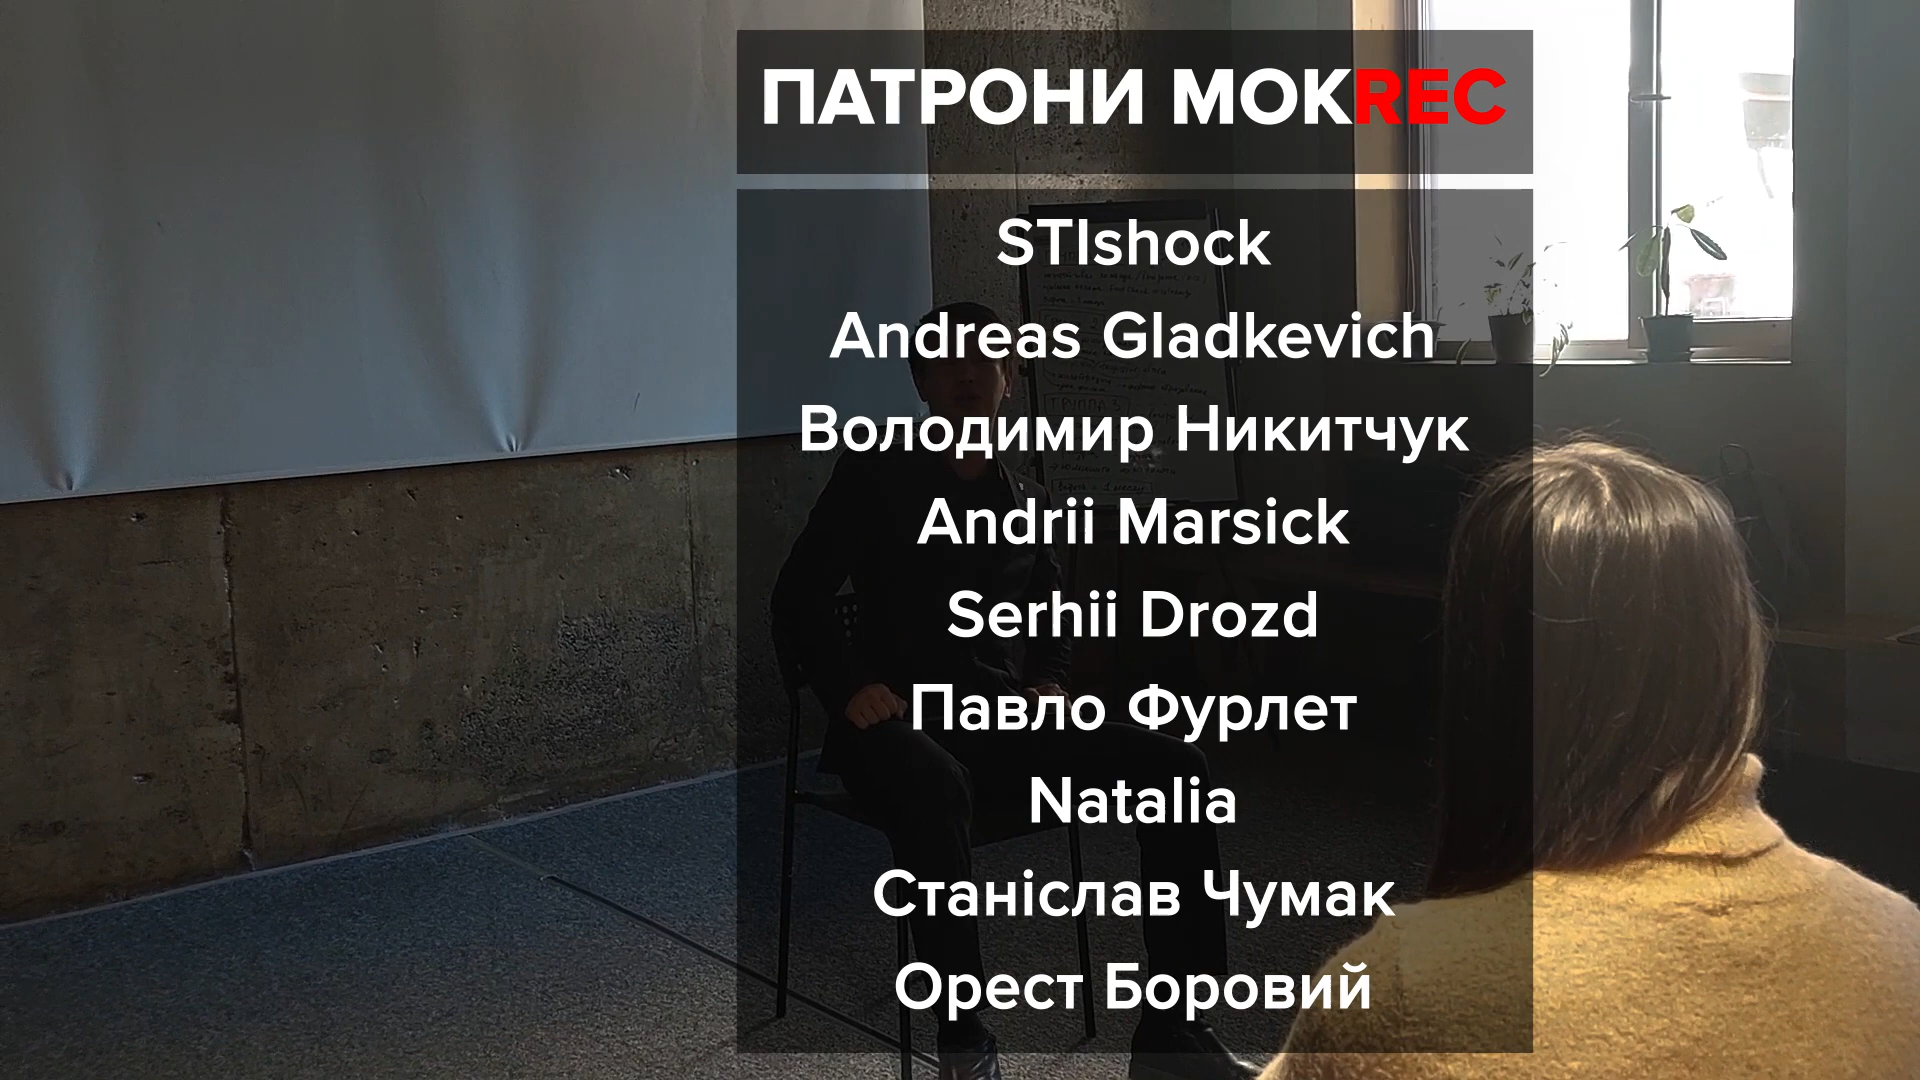 ПАТРОНИ MOKREC
STIshock
Andreas Gladkevich
Володимир Никитчук
Andrii Marsick
Serhii Drozd
Павло Фурлет
Natalia
Станіслав Чумак
Орест Боровий